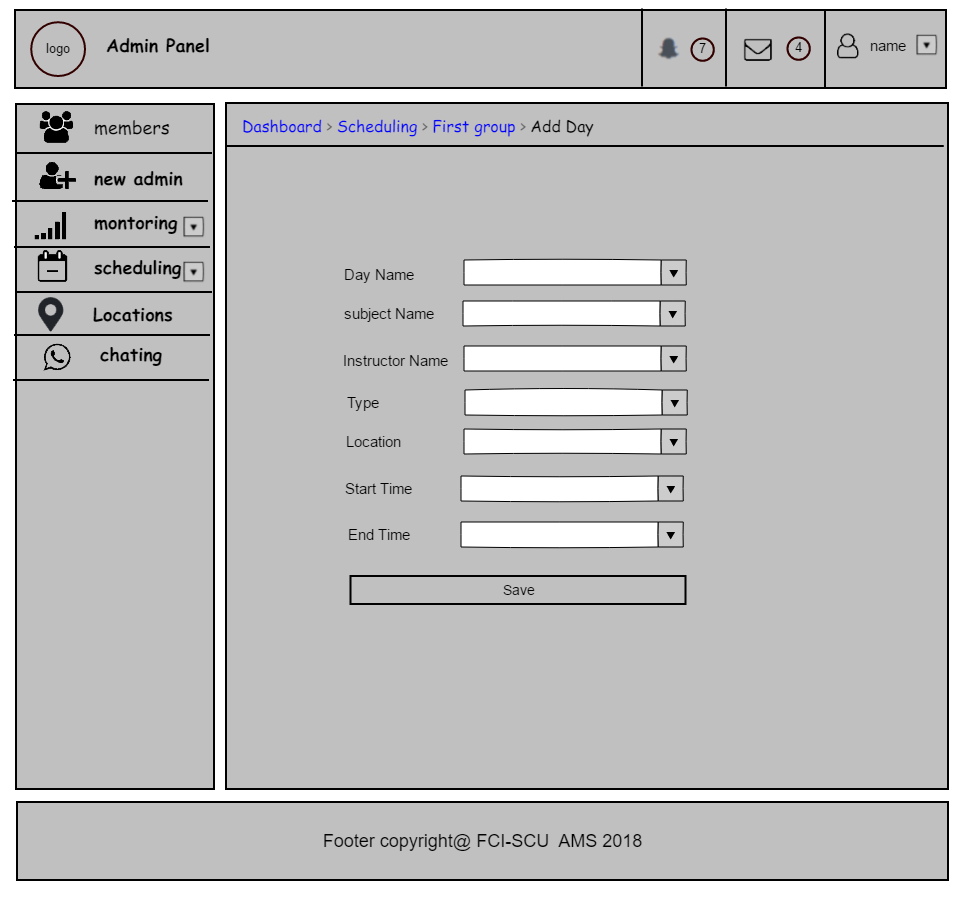 logo
Admin Panel
7
4
name
members
new admin
montoring
scheduling
Locations
chating
Dashboard > Scheduling > First group > Add Day
Day Name
subject Name
Instructor Name
Type
Location
Start Time
End Time
Save
Footer copyright@ FCI-SCU  AMS 2018